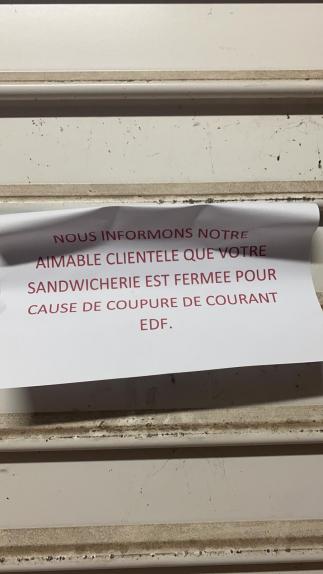 NOUS INFORMONS NOTRE
AIMABLE CLIENTELE QUE VOTRE
SANDWICHERIE EST FERMEE POUR
CAUSE DE COUPURE DE COURANT
EDF.